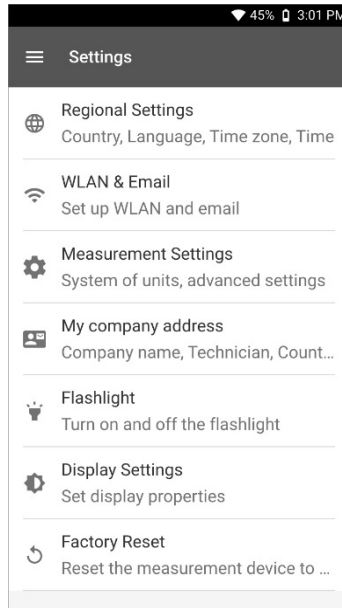 45% 3:01 PM
Settings
Regional Settings
Country, Language, Time zone, Time
WLAN & Email
Set up WLAN and email
Measurement Settings
System of units, advanced settings
My company address
Company name, Technician, Count...
Flashlight
Turn on and off the flashlight
Display Settings
Set display properties
Factory Reset
Reset the measurement device to ...